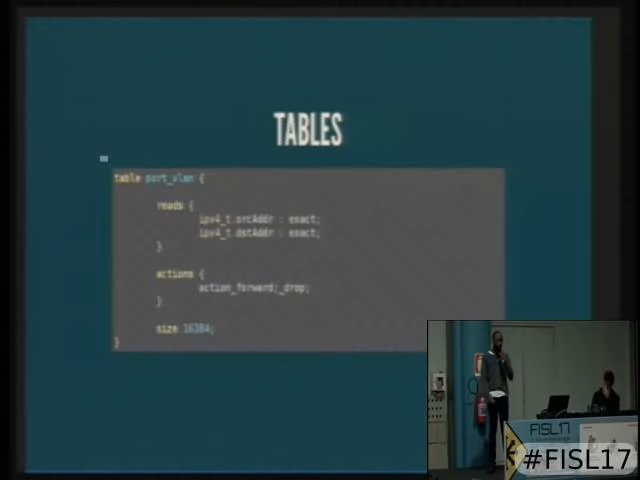 TABLES
table port_vlan {
reads {
ipv4_t.srcAddr : exact;
ipv4_t.dstAddr : exact;
}
actions {
action_forward;_drop;
}
size 16384;
}
FISL17
#FISL17